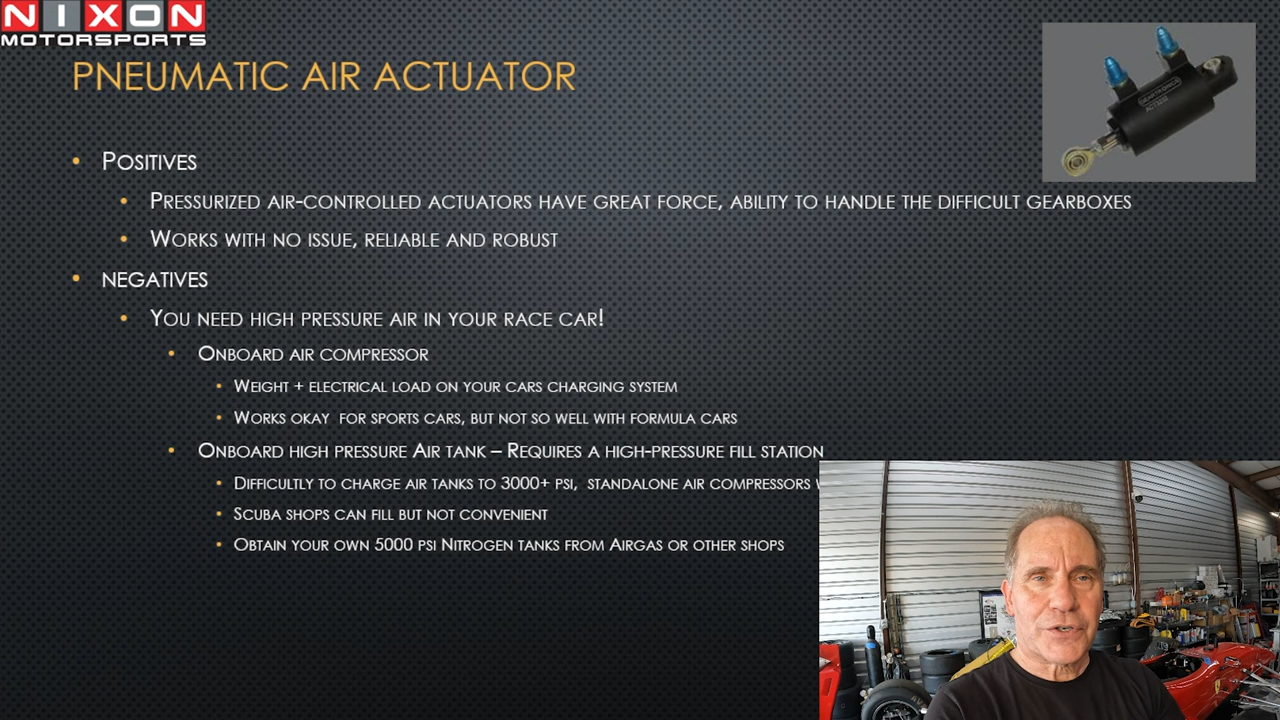 NIXON
MOTORSPORTS
PNEUMATIC AIR ACTUATOR
POSITIVES
PRESSURIZED AIR-CONTROLLED ACTUATORS HAVE GREAT FORCE, ABILITY TO HANDLE THE DIFFICULT GEARBOXES
WORKS WITH NO ISSUE, RELIABLE AND ROBUST
NEGATIVES
YOU NEED HIGH PRESSURE AIR IN YOUR RACE CAR!
ONBOARD AIR COMPRESSOR
WEIGHT + ELECTRICAL LOAD ON YOUR CARS CHARGING SYSTEM
WORKS OKAY FOR SPORTS CARS, BUT NOT SO WELL WITH FORMULA CARS
ONBOARD HIGH PRESSURE AIR TANK – REQUIRES A HIGH-PRESSURE FILL STATION
DIFFICULTLY TO CHARGE AIR TANKS TO 3000+ PSI, STANDALONE AIR COMPRESSORS
SCUBA SHOPS CAN FILL BUT NOT CONVENIENT
OBTAIN YOUR OWN 5000 PSI NITROGEN TANKS FROM AIRGAS OR OTHER SHOPS